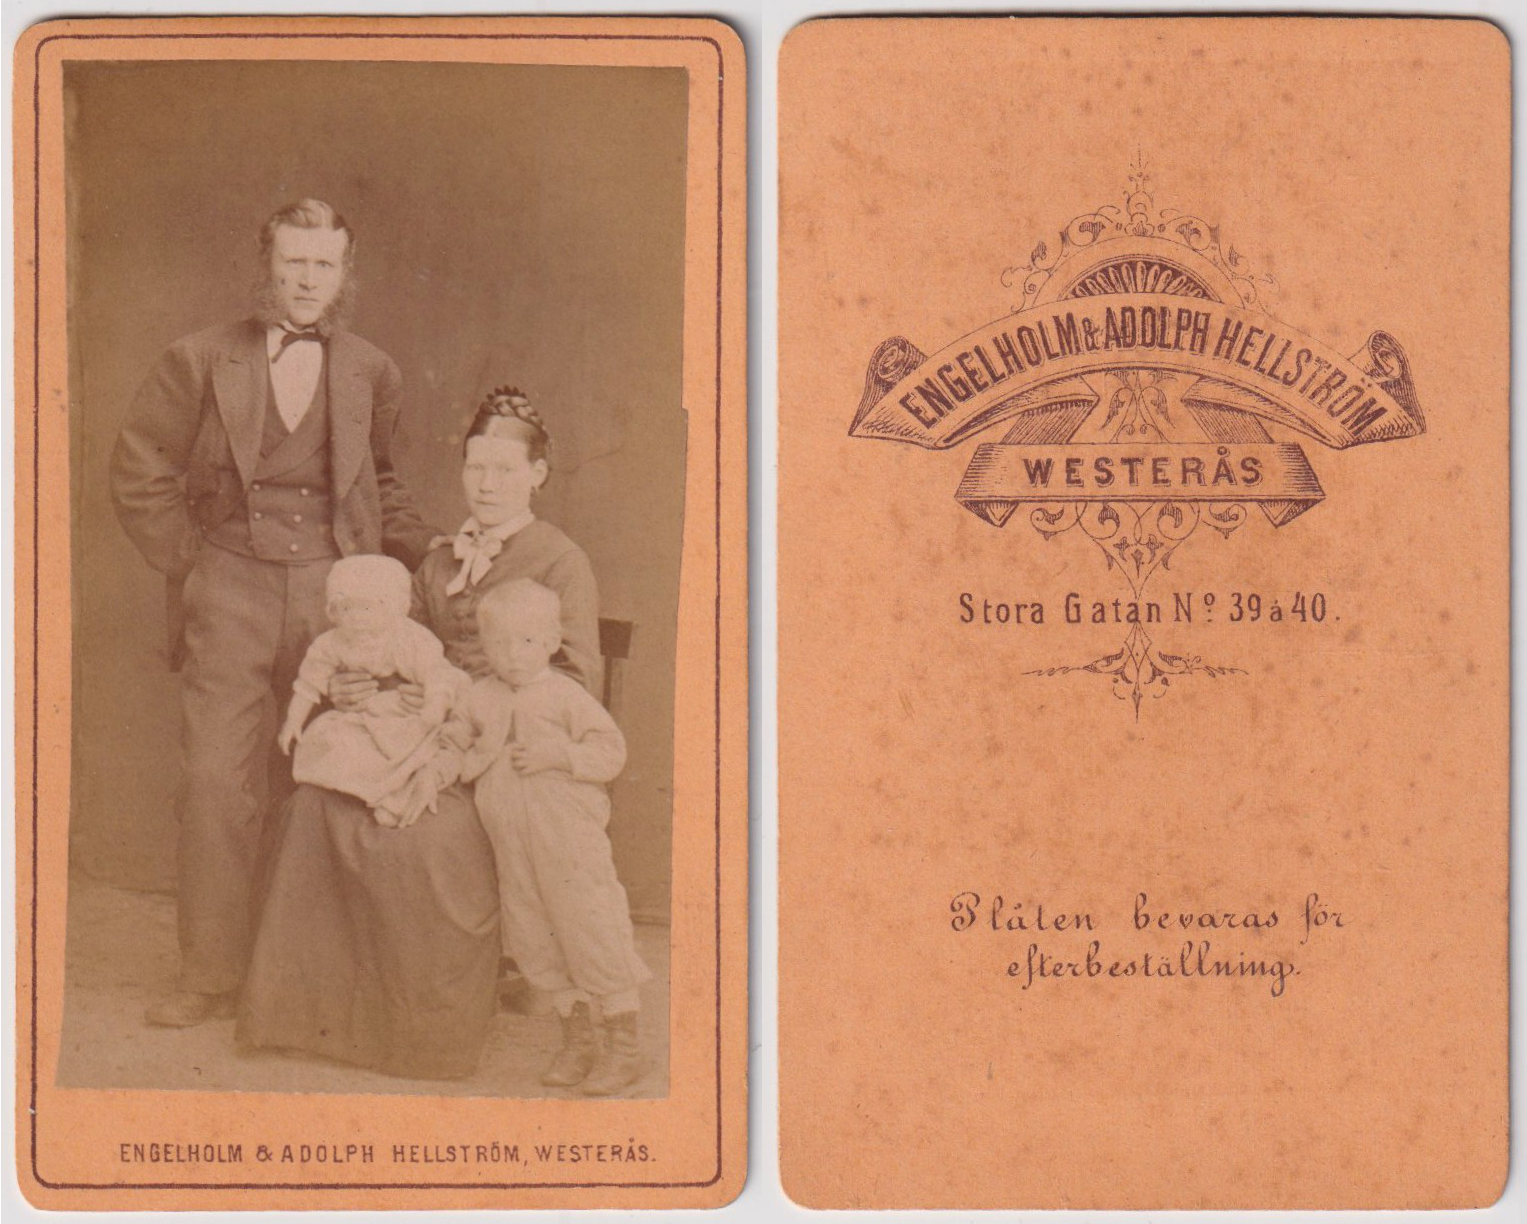 ENGELHOLM & ADOLPH HELLSTRÖM, WESTERÅS.
ENGELHOLM & ADOLPH HELLSTRÖM
WESTERÅS
Stora Gatan Nº 39 à 40.
Plåten bevaras för
efterbeställning.